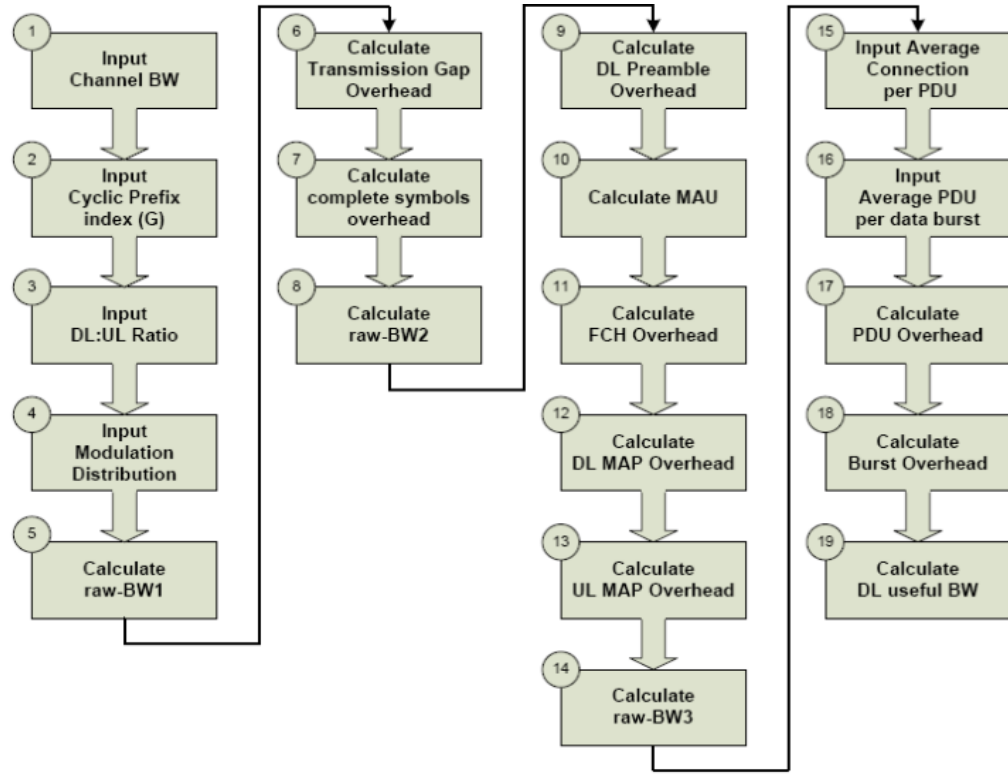 1
Input
Channel BW
2
Input
Cyclic Prefix
index (G)
3
Input
DL:UL Ratio
4
Input
Modulation
Distribution
5
Calculate
raw-BW1
6
Calculate
Transmission Gap
Overhead
7
Calculate
complete symbols
overhead
8
Calculate
raw-BW2
9
Calculate
DL Preamble
Overhead
10
Calculate MAU
11
Calculate
FCH Overhead
12
Calculate
DL MAP Overhead
13
Calculate
UL MAP Overhead
14
Calculate
raw-BW3
15
Input Average
Connection
per PDU
16
Input
Average PDU
per data burst
17
Calculate
PDU Overhead
18
Calculate
Burst Overhead
19
Calculate
DL useful BW